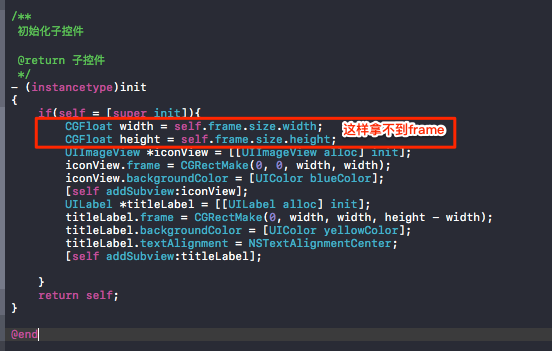 /**
 初始化子控件

 @return 子控件
 */
- (instancetype)init
{
    if(self = [super init]){
        CGFloat width = self.frame.size.width; 这样拿不到frame
        CGFloat height = self.frame.size.height;
        UIImageView *iconView = [[UIImageView alloc] init];
        iconView.frame = CGRectMake(0, 0, width, width);
        iconView.backgroundColor = [UIColor blueColor];
        [self addSubview:iconView];
        UILabel *titleLabel = [[UILabel alloc] init];
        titleLabel.frame = CGRectMake(0, width, width, height - width);
        titleLabel.backgroundColor = [UIColor yellowColor];
        titleLabel.textAlignment = NSTextAlignmentCenter;
        [self addSubview:titleLabel];

    }
    return self;
}

@end